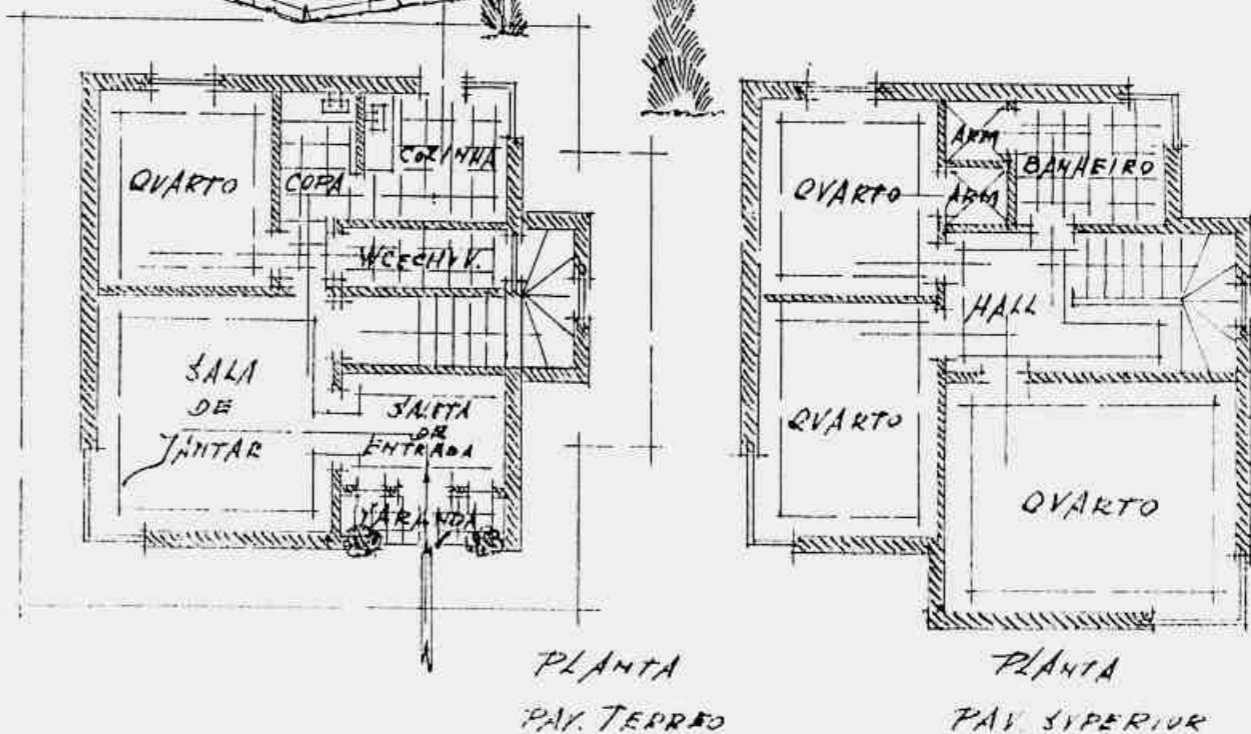 QVARTO
COPA
COZINHA
WC E CHVV.
SALA
DE
JANTAR
SALETA
DE
ENTRADA
VARANDA
PLANTA
PAV. TERREO
QVARTO
ARM
ARM
BANHEIRO
HALL
QVARTO
QVARTO
PLANTA
PAV. SVPERIOR